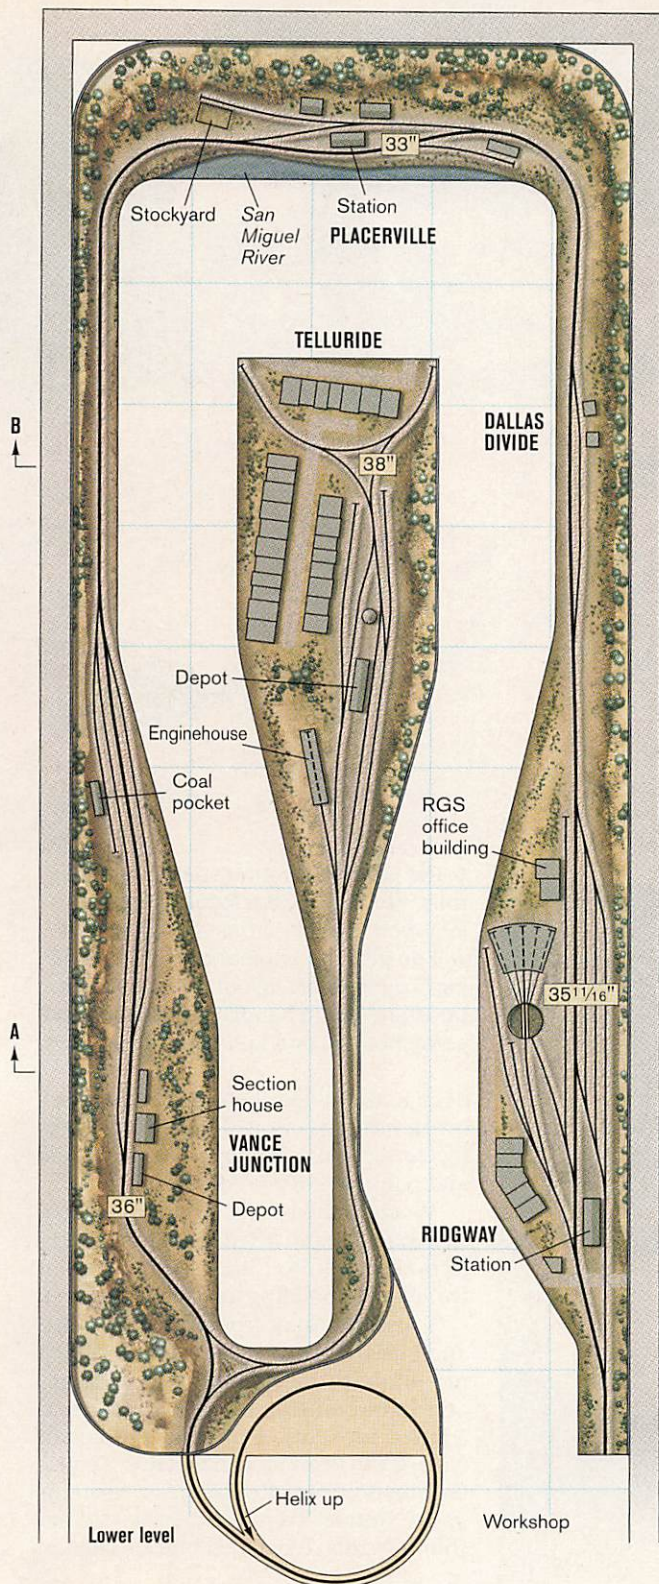 33"
Stockyard
San
Miguel
River
Station
PLACERVILLE
TELLURIDE
B
DALLAS
DIVIDE
38"
Depot
Enginehouse
Coal
pocket
RGS
office
building
35 11/16"
A
Section
house
VANCE
JUNCTION
36"
Depot
RIDGWAY
Station
Helix up
Lower level
Workshop